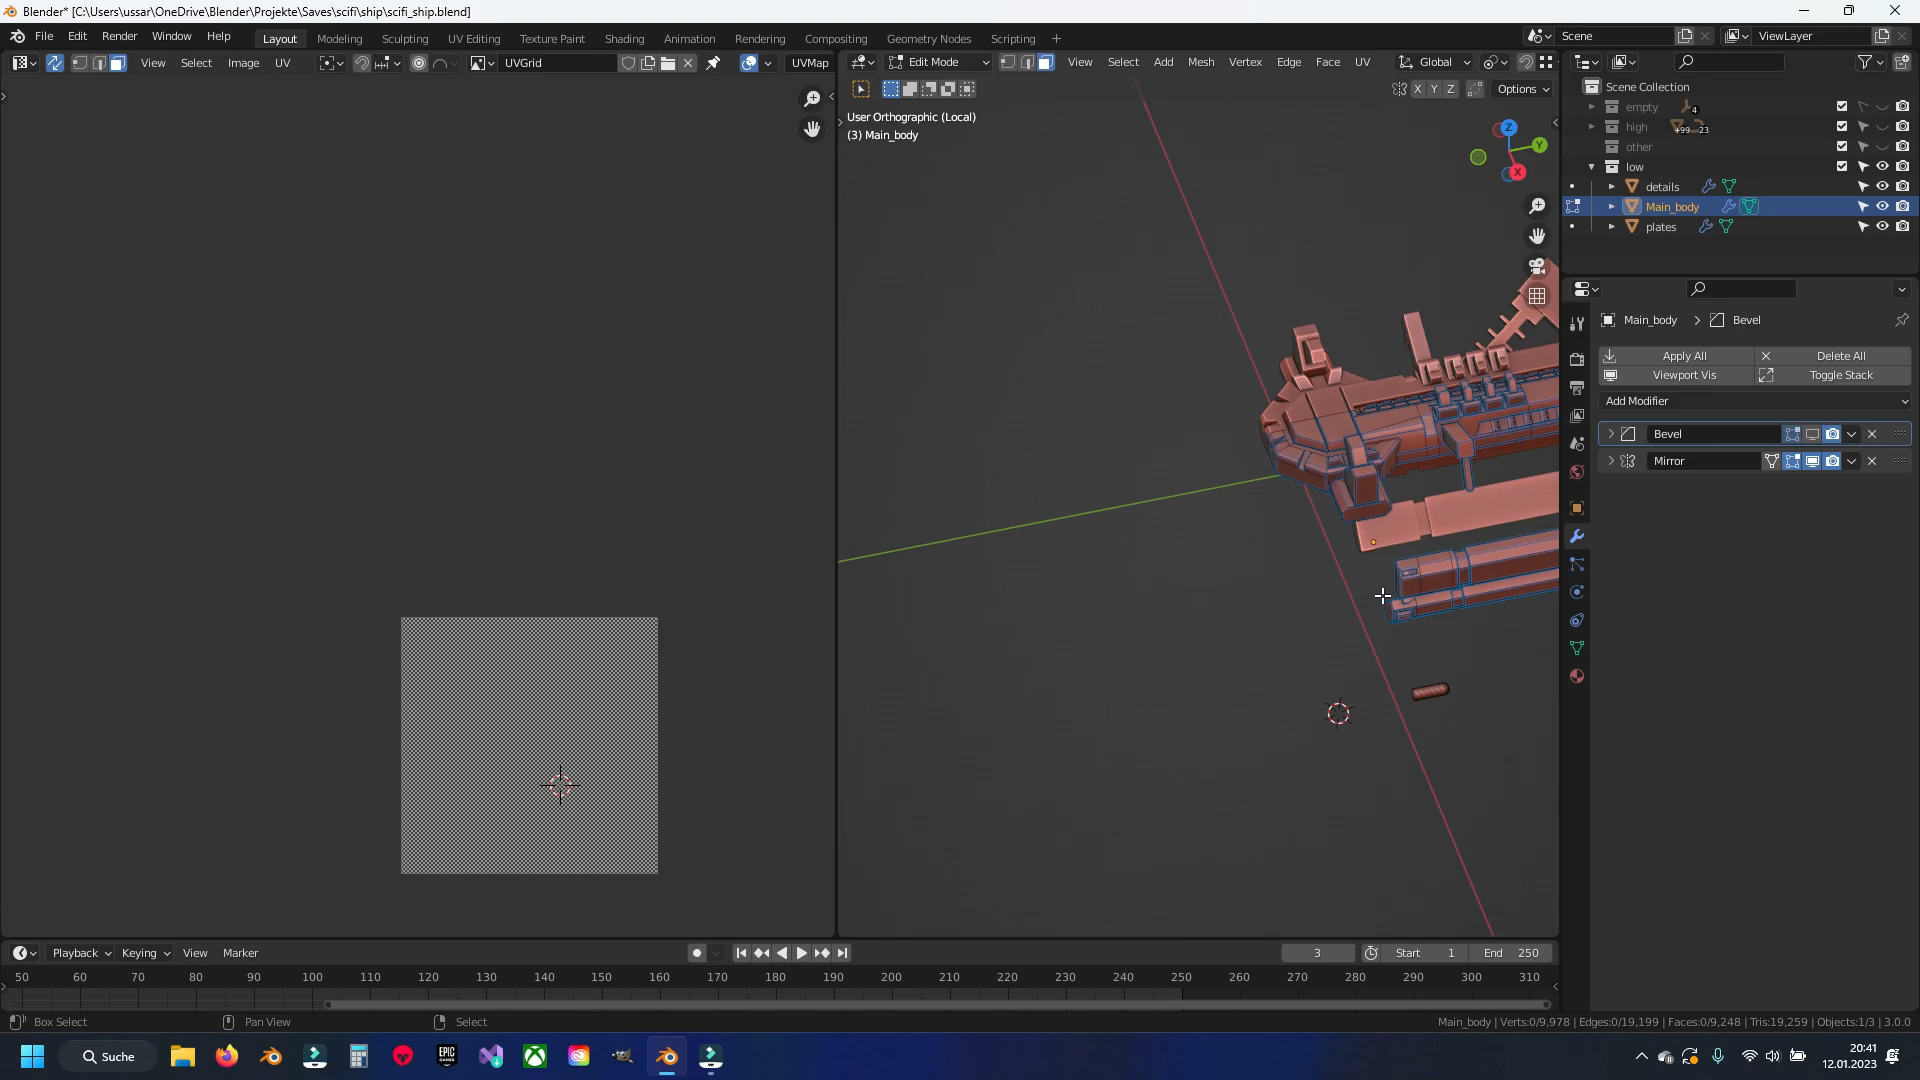 Blender* [C:\Users\ussar\OneDrive\Blender\Projekte\Saves\scifi\ship\scifi_ship.blend]
File Edit Render Window Help Layout Modeling Sculpting UV Editing Texture Paint Shading Animation Rendering Compositing Geometry Nodes Scripting + Scene ViewLayer
View Select Image UV UVGrid UVMap Edit Mode View Select Add Mesh Vertex Edge Face UV Global
X Y Z Options
User Orthographic (Local)
(3) Main_body
Z
Y
X
Scene Collection
empty 4
high +99 23
other
low
details
Main_body
plates
Main_body > Bevel
Apply All Delete All
Viewport Vis Toggle Stack
Add Modifier
Bevel
Mirror
Playback Keying View Marker 3 Start 1 End 250
50 60 70 80 90 100 110 120 130 140 150 160 170 180 190 200 210 220 230 240 250 260 270 280 290 300 310
Box Select Pan View Select Main_body | Verts:0/9,978 | Edges:0/19,199 | Faces:0/9,248 | Tris:19,259 | Objects:1/3 | 3.0.0
Suche EPIC GAMES 20:41
12.01.2023